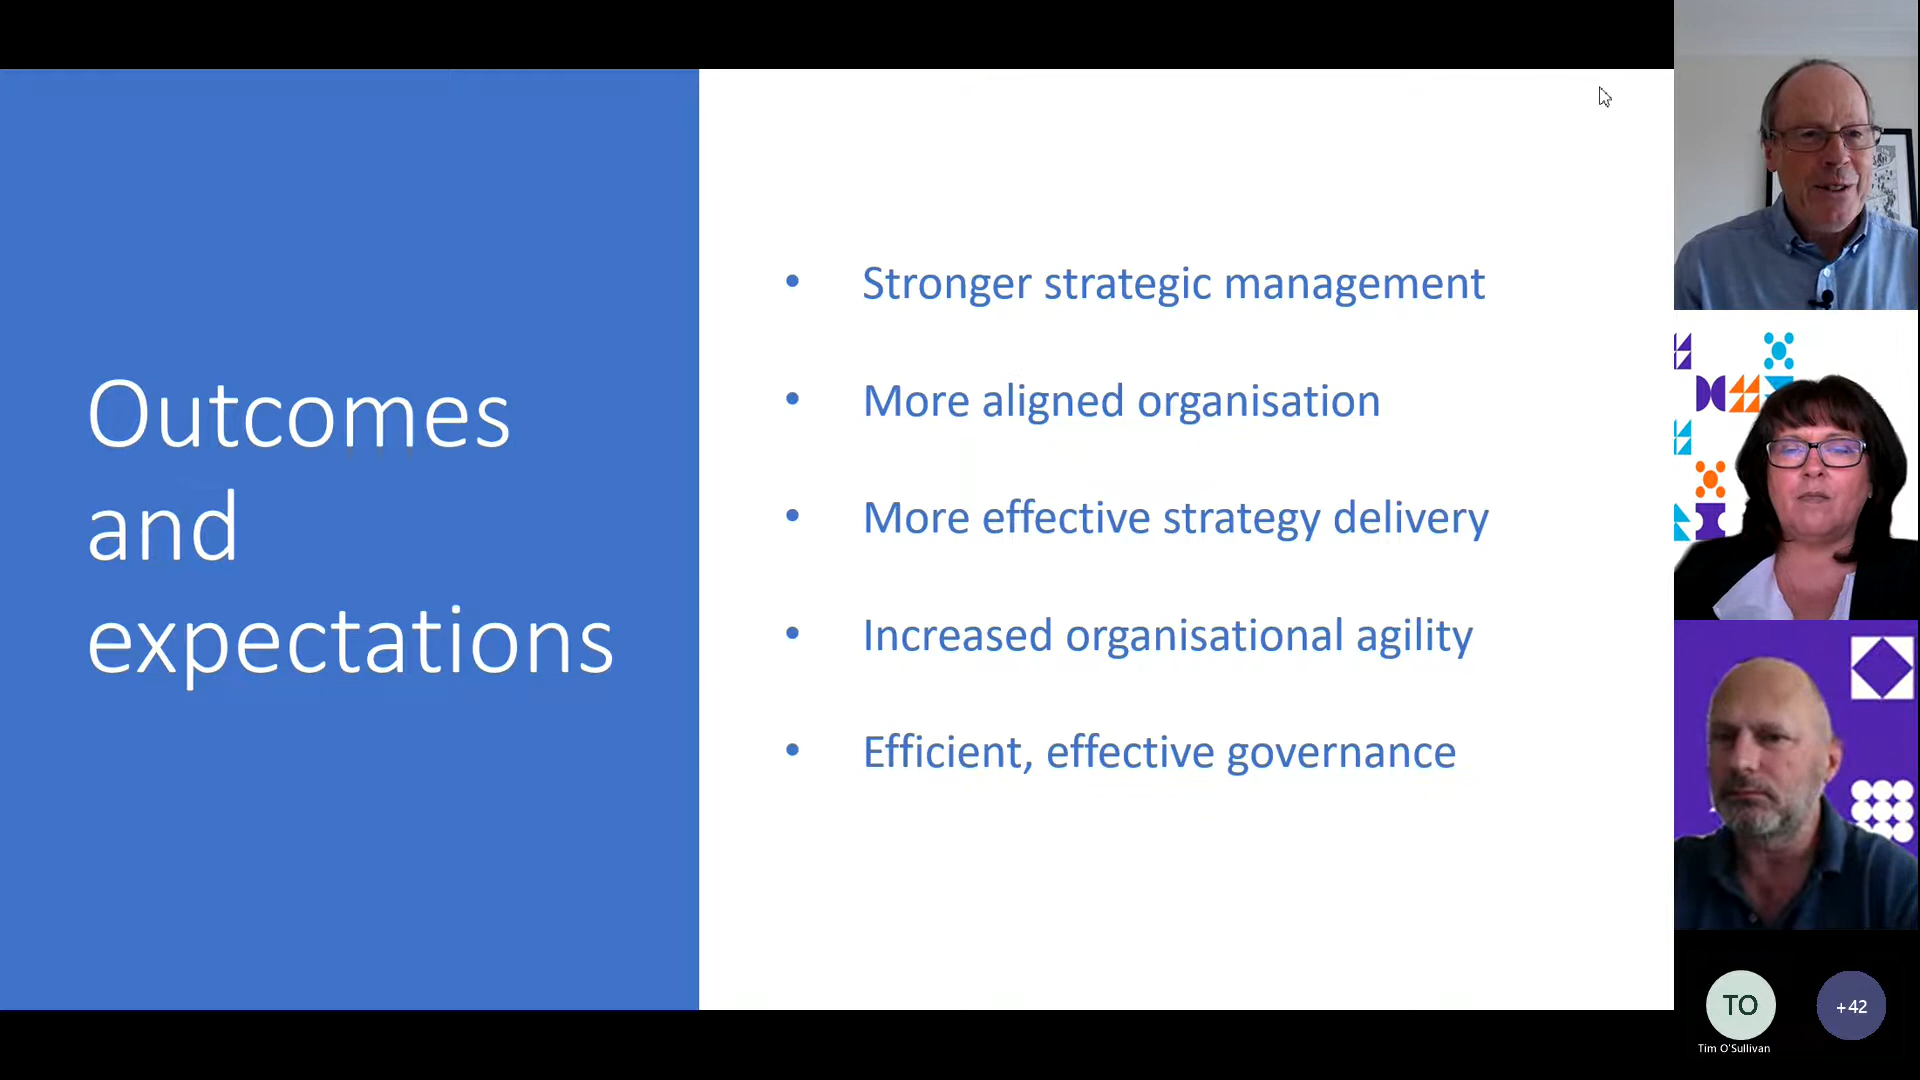 Outcomes
and
expectations
• Stronger strategic management
• More aligned organisation
• More effective strategy delivery
• Increased organisational agility
• Efficient, effective governance
TO
Tim O'Sullivan
+42